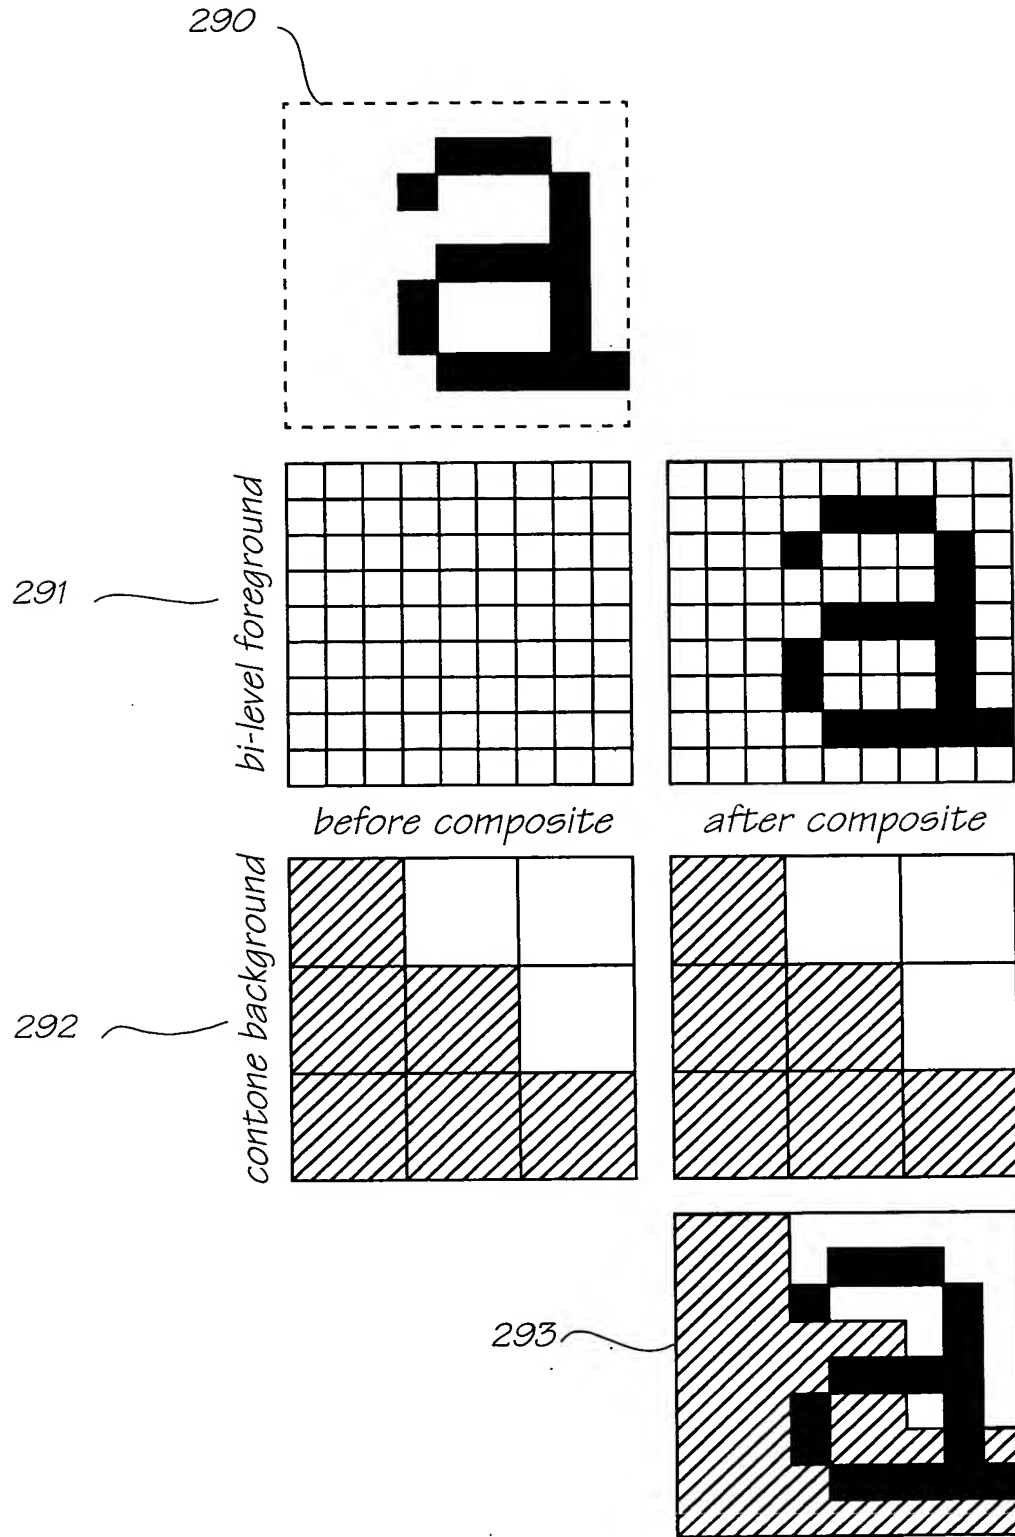 290
291
bi-level foreground
before composite
after composite
292
contone background
293